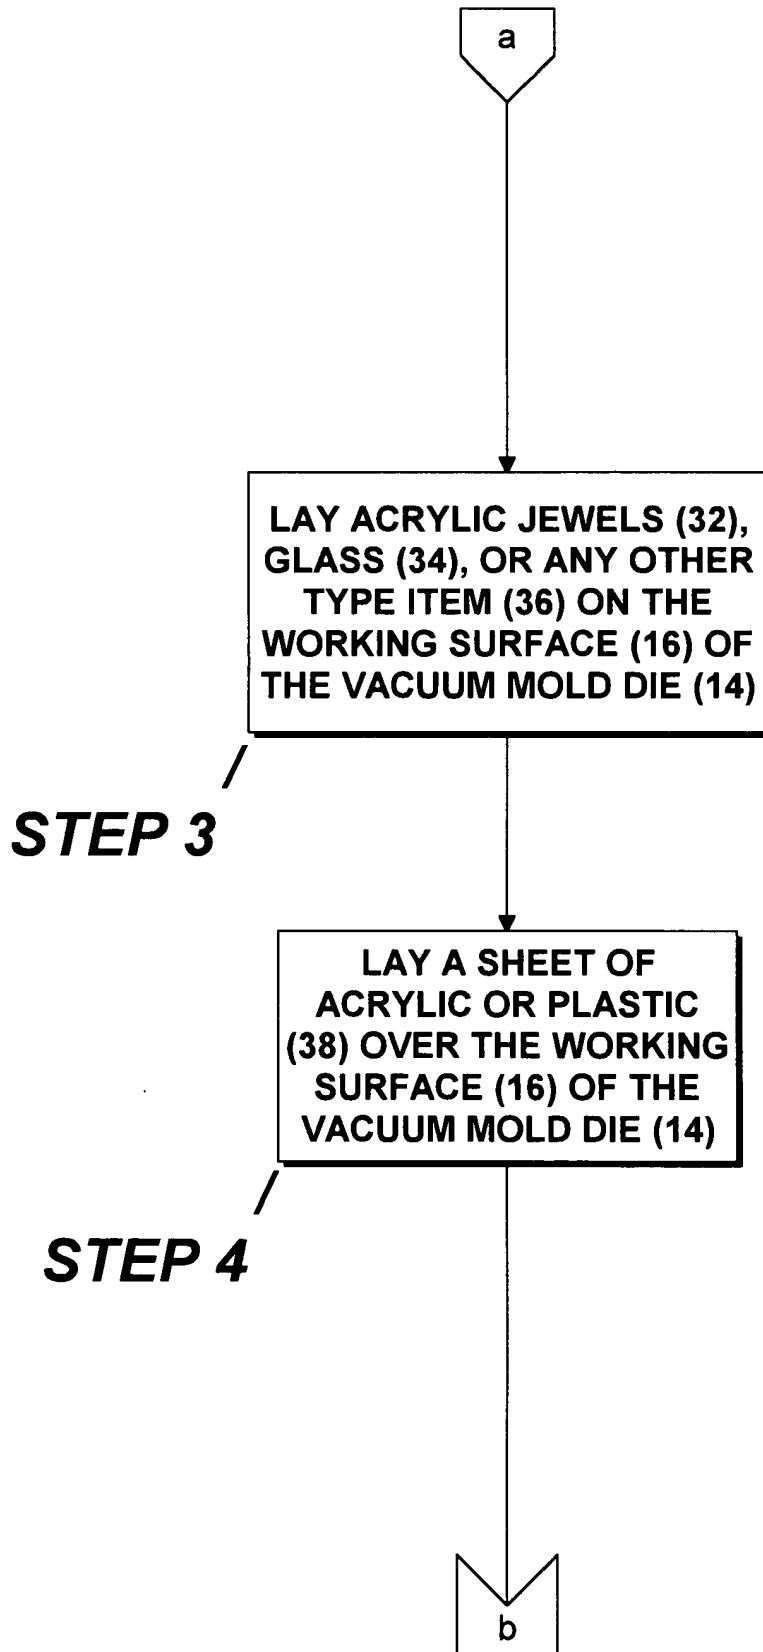 a
LAY ACRYLIC JEWELS (32),
GLASS (34), OR ANY OTHER
TYPE ITEM (36) ON THE
WORKING SURFACE (16) OF
THE VACUUM MOLD DIE (14)
STEP 3
LAY A SHEET OF
ACRYLIC OR PLASTIC
(38) OVER THE WORKING
SURFACE (16) OF THE
VACUUM MOLD DIE (14)
STEP 4
b